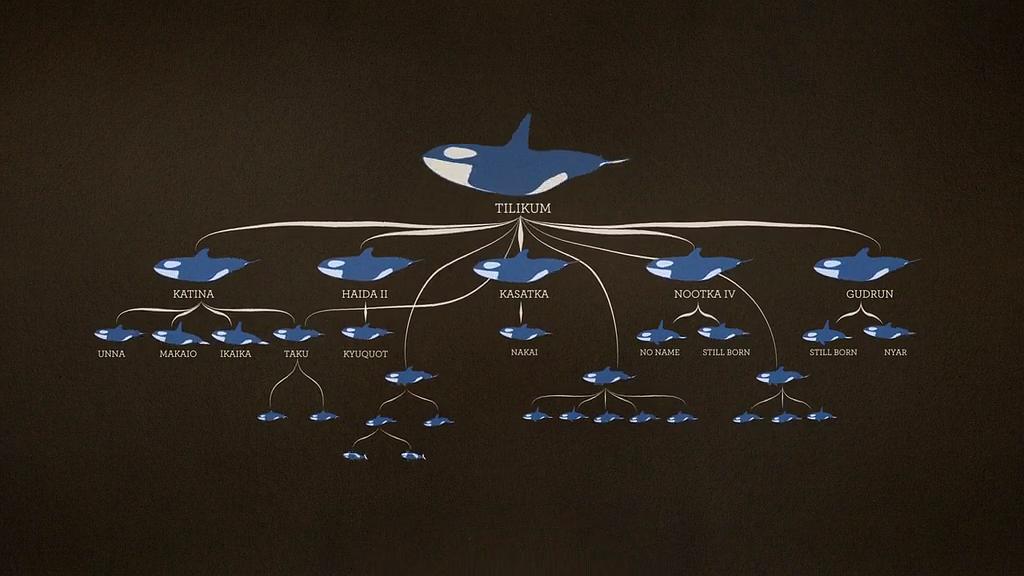 TILIKUM
KATINA
HAIDA II
KASATKA
NOOTKA IV
GUDRUN
UNNA
MAKAIO
IKAIKA
TAKU
KYUQUOT
NAKAI
NO NAME
STILL BORN
STILL BORN
NYAR